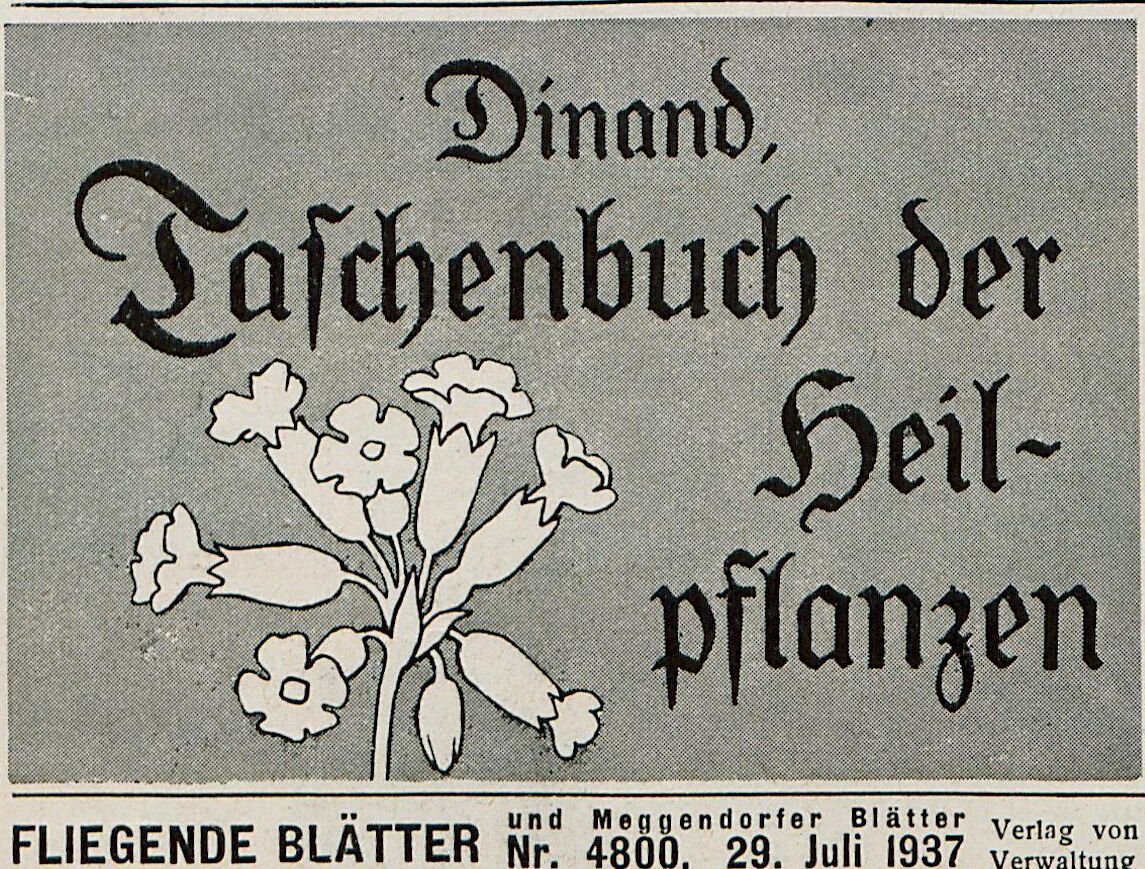 Dinand,
Taſchenbuch der
Heil-
pflanzen
FLIEGENDE BLÄTTER und Meggendorfer Blätter
Nr. 4800. 29. Juli 1937
Verlag von
Verwaltung